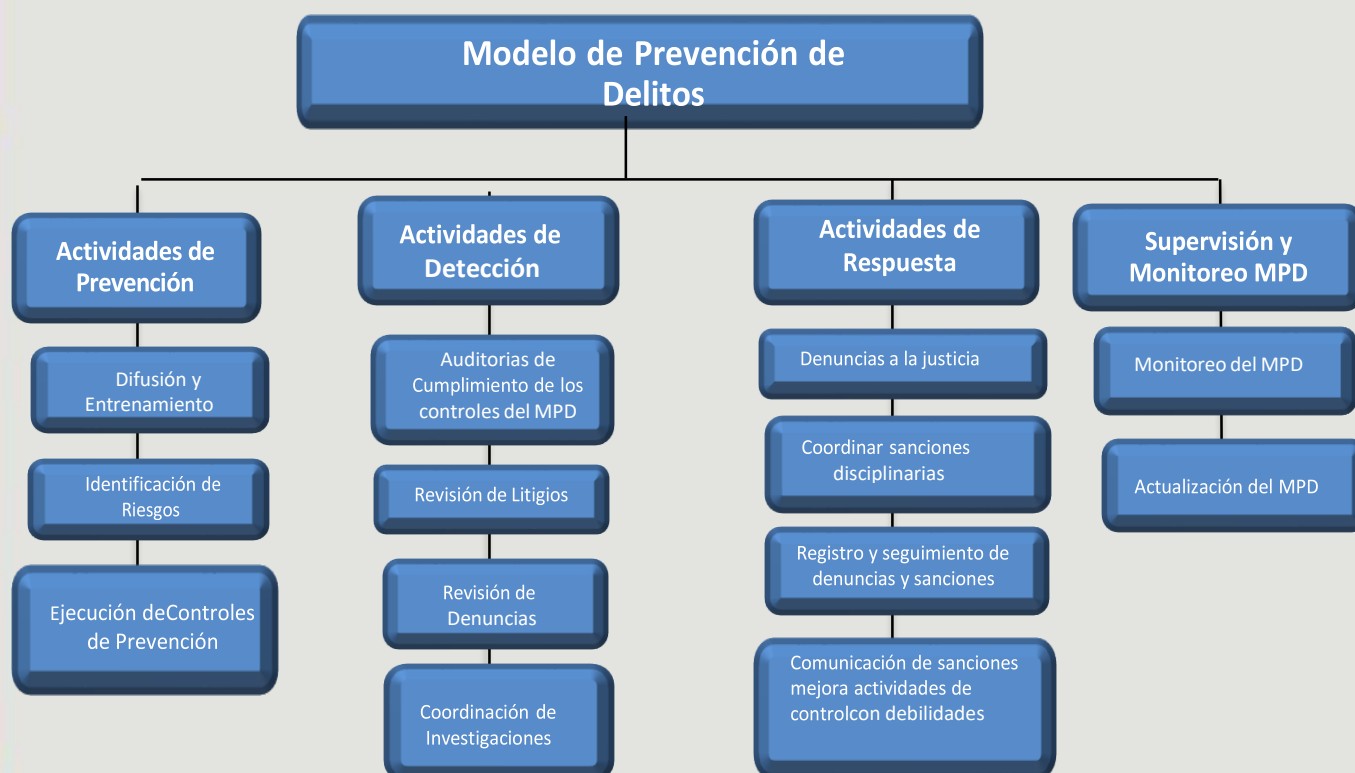 Modelo de Prevención de
Delitos
Actividades de
Prevención
Difusión y
Entrenamiento
Identificación de
Riesgos
Ejecución deControles
de Prevención
Actividades de
Detección
Auditorias de
Cumplimiento de los
controles del MPD
Revisión de Litigios
Revisión de
Denuncias
Coordinación de
Investigaciones
Actividades de
Respuesta
Denuncias a la justicia
Coordinar sanciones
disciplinarias
Registro y seguimiento de
denuncias y sanciones
Comunicación de sanciones
mejora actividades de
controlcon debilidades
Supervisión y
Monitoreo MPD
Monitoreo del MPD
Actualización del MPD